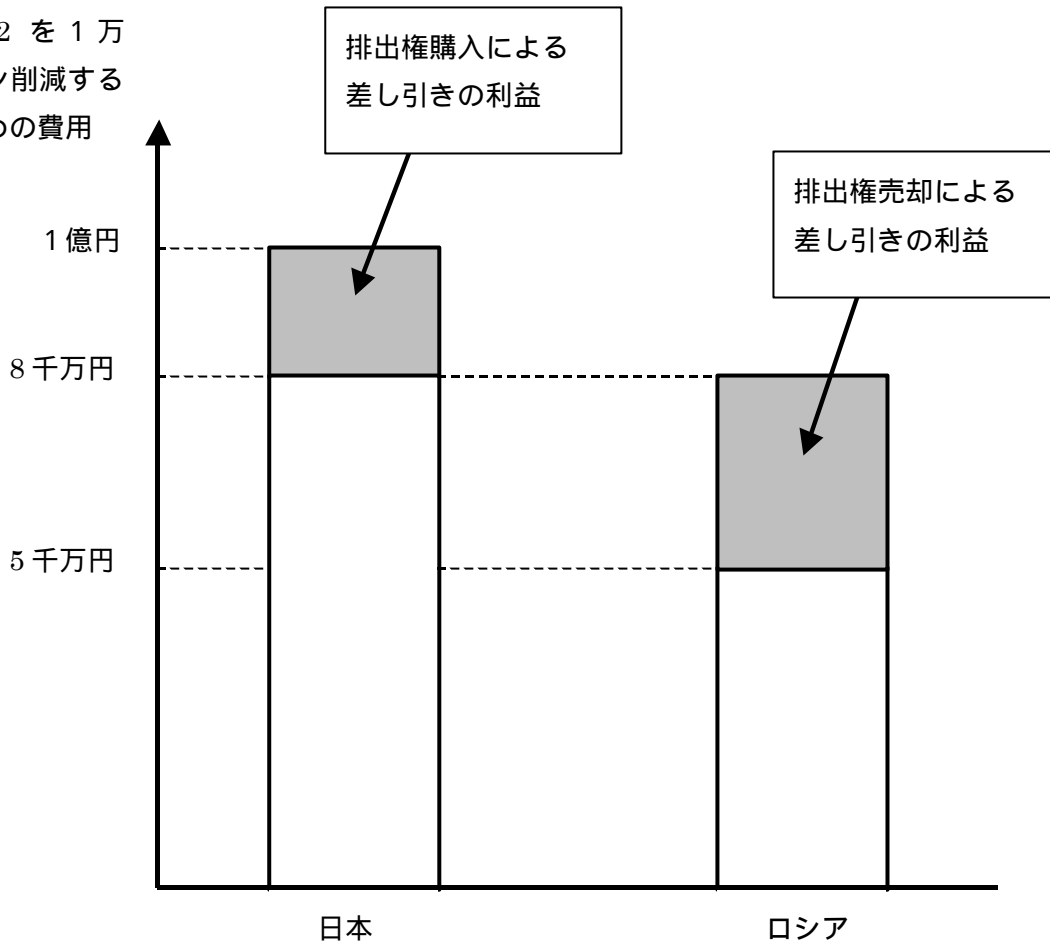 2 を 1 万
削減する
の費用
排出権購入による
差し引きの利益
排出権売却による
差し引きの利益
1 億円
8 千万円
5 千万円
日本
ロシア